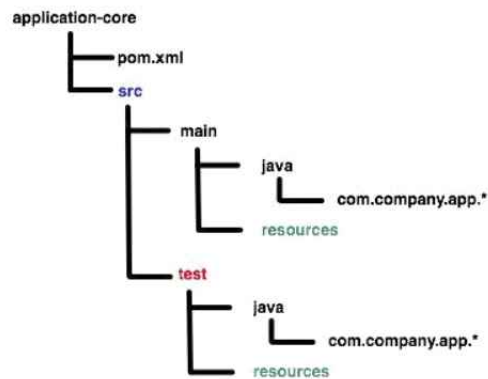 application-core
pom.xml
src
main
java
com.company.app.*
resources
test
java
com.company.app.*
resources